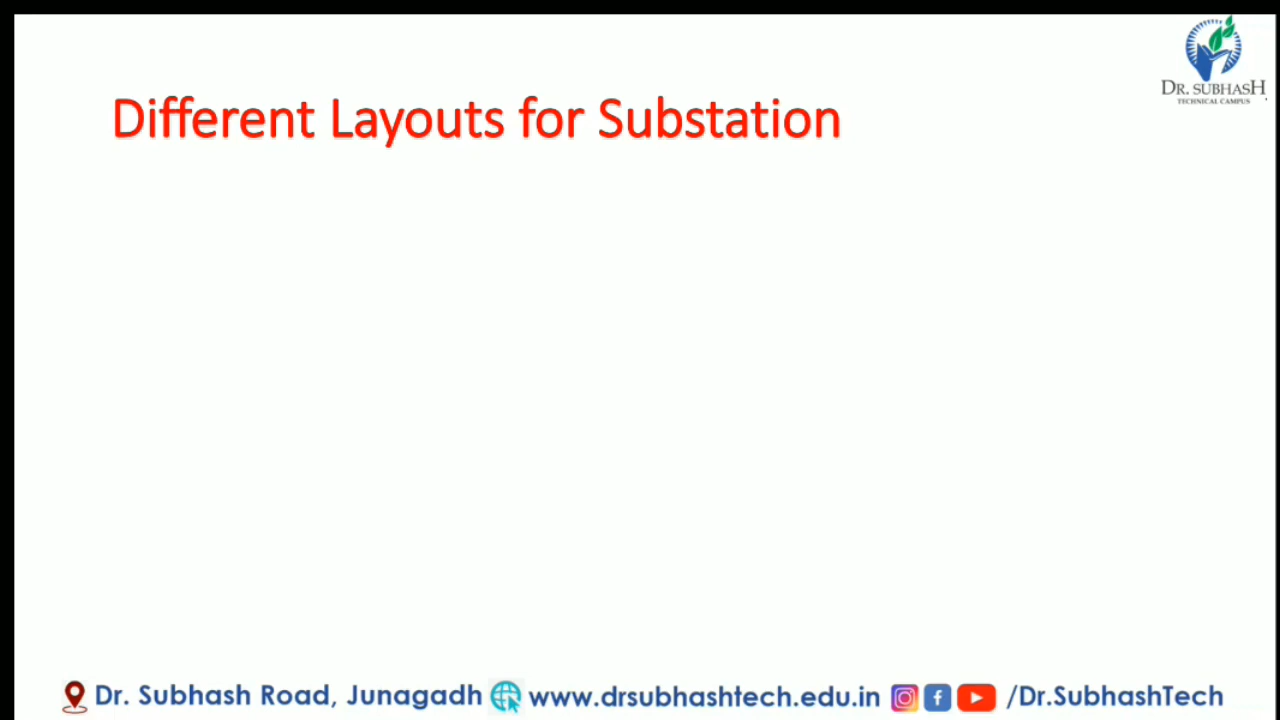 DR. SUBHASH
TECHNICAL CAMPUS
Different Layouts for Substation
Dr. Subhash Road, Junagadh www.drsubhashtech.edu.in /Dr.SubhashTech